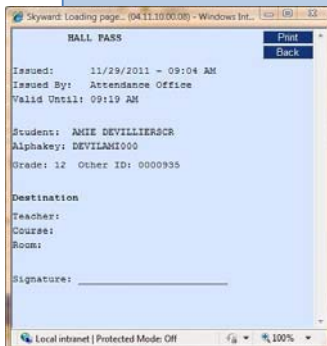 Skyward: Loading page... (04.11.10.00.08) - Windows Int...
HALL PASS
Print
Back
Issued: 11/29/2011 - 09:04 AM
Issued By: Attendance Office
Valid Until: 09:19 AM
Student: AMIE DEVILLIERSCR
Alphakey: DEVILAMI000
Grade: 12 Other ID: 0000935
Destination
Teacher:
Course:
Room:
Signature:
Local intranet | Protected Mode: Off
100%